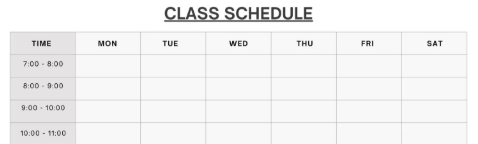 CLASS SCHEDULE
TIME MON TUE WED THU FRI SAT
7:00 - 8:00
8:00 - 9:00
9:00 - 10:00
10:00 - 11:00